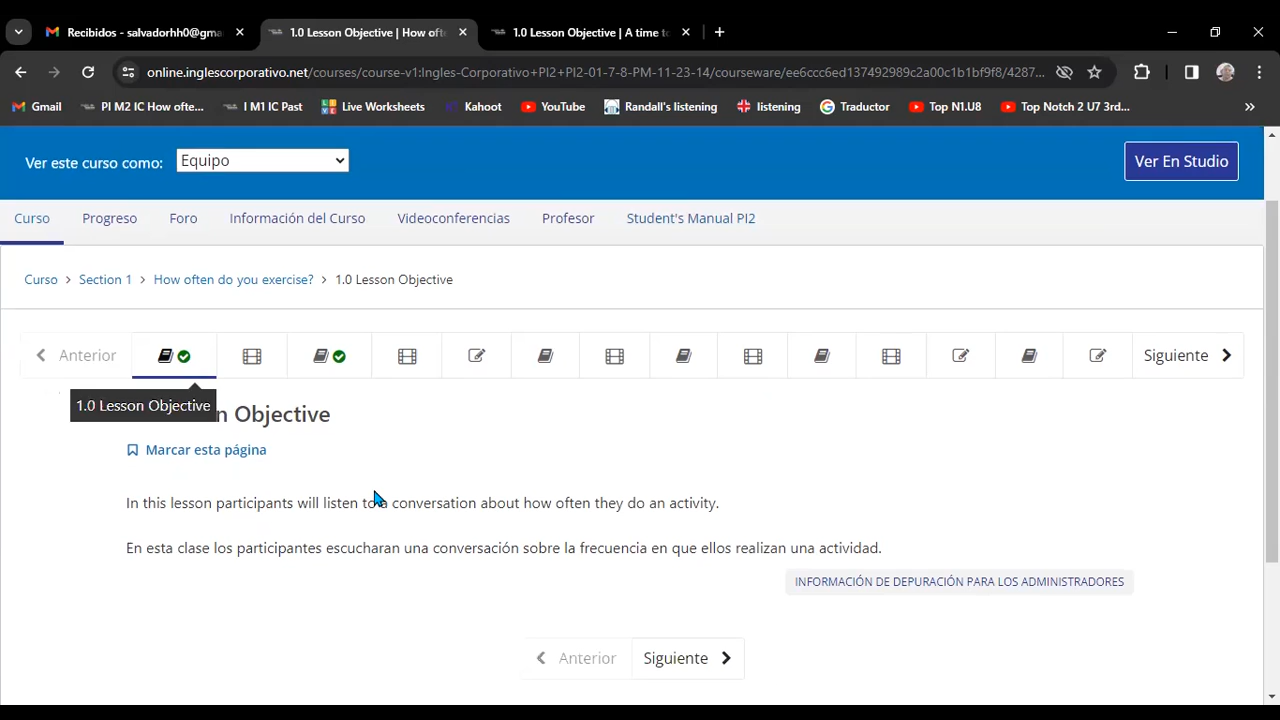 Recibidos - salvadorhh0@gma
1.0 Lesson Objective | How oft
1.0 Lesson Objective | A time to
online.inglescorporativo.net/courses/course-v1:Ingles-Corporativo+PI2+PI2-01-7-8-PM-11-23-14/courseware/ee6ccc6ed137492989c2a00c1b1bf9f8/4287...
Gmail
PI M2 IC How ofte...
I M1 IC Past
Live Worksheets
Kahoot
YouTube
Randall's listening
listening
Traductor
Top N1.U8
Top Notch 2 U7 3rd...
Ver este curso como:
Equipo
Ver En Studio
Curso
Progreso
Foro
Información del Curso
Videoconferencias
Profesor
Student's Manual PI2
Curso > Section 1 > How often do you exercise? > 1.0 Lesson Objective
Anterior
Siguiente
1.0 Lesson Objective
n Objective
Marcar esta página
In this lesson participants will listen to a conversation about how often they do an activity.
En esta clase los participantes escucharan una conversación sobre la frecuencia en que ellos realizan una actividad.
INFORMACIÓN DE DEPURACIÓN PARA LOS ADMINISTRADORES
Anterior
Siguiente